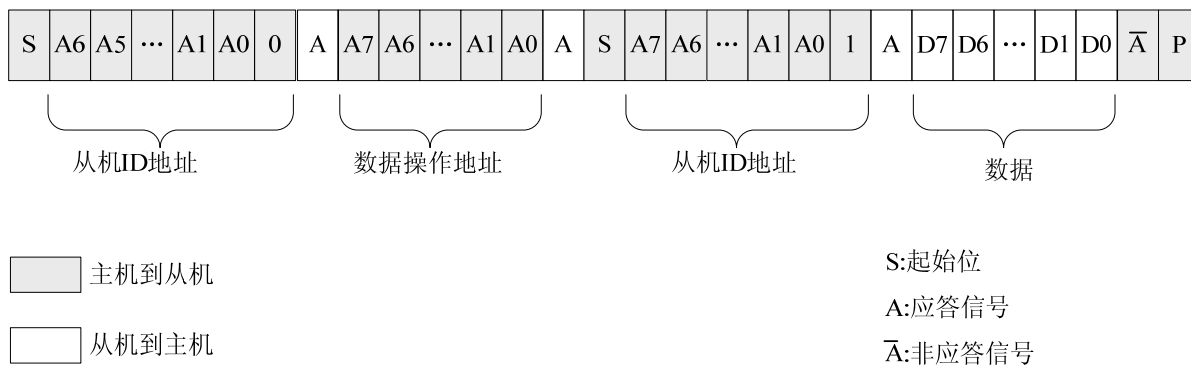 S A6 A5 ··· A1 A0 0 A A7 A6 ··· A1 A0 A S A7 A6 ··· A1 A0 1 A D7 D6 ··· D1 D0 A̅ P
从机ID地址 数据操作地址 从机ID地址 数据
主机到从机
从机到主机
S:起始位
A:应答信号
A̅:非应答信号